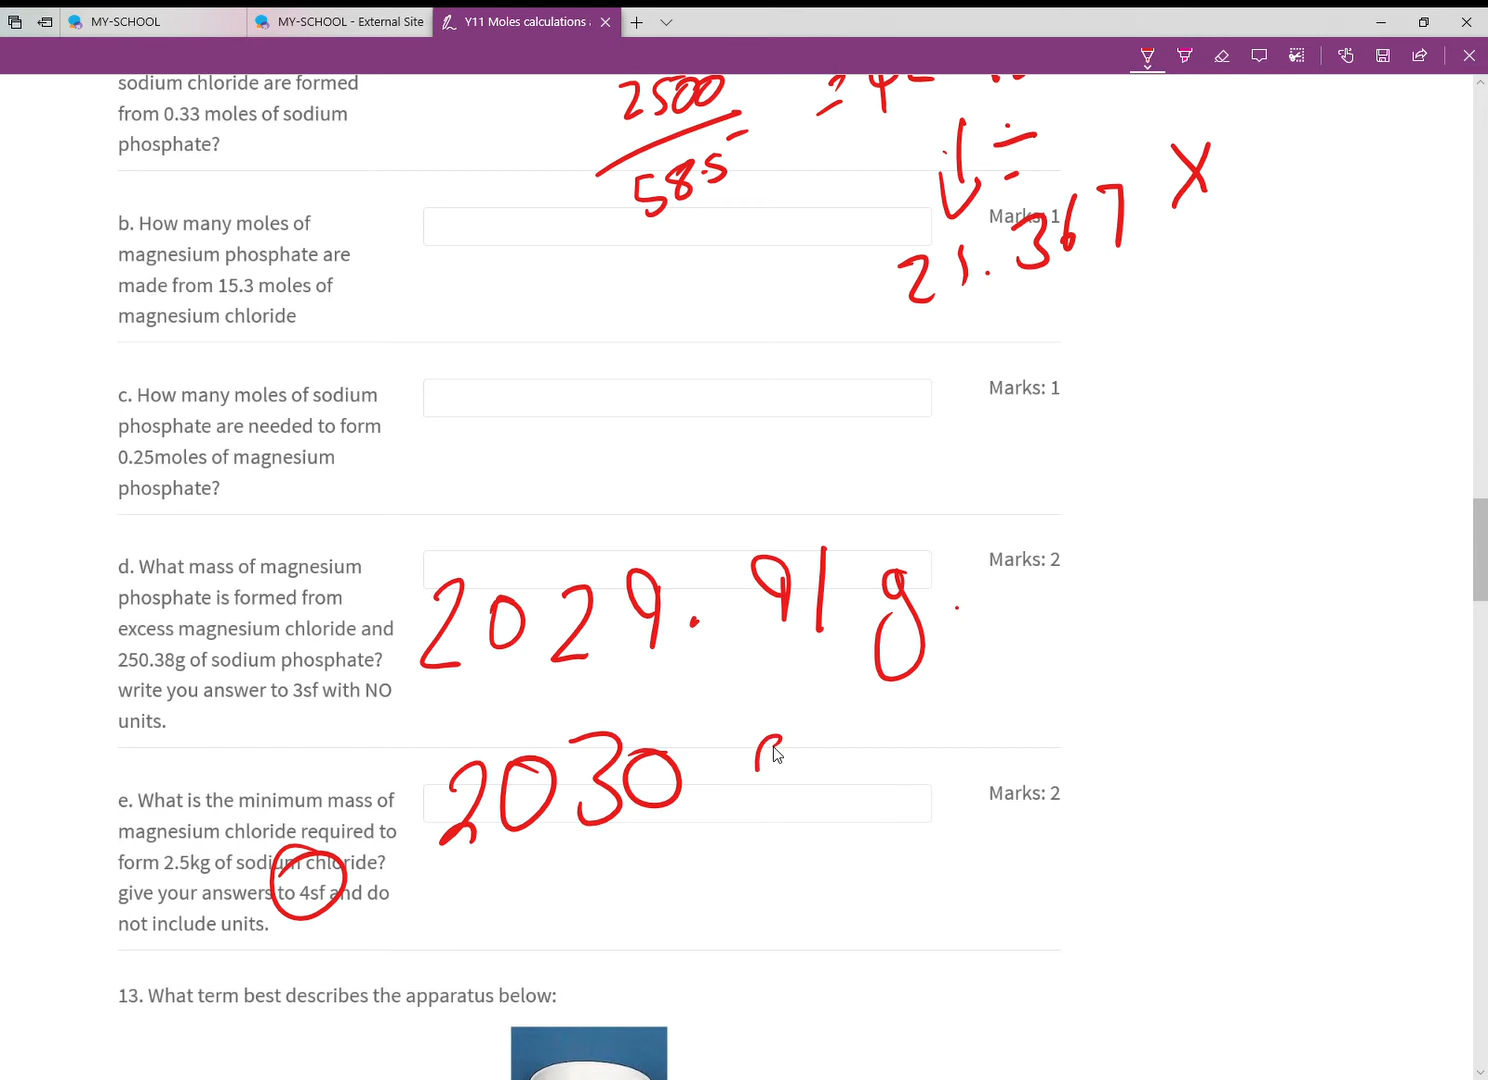 MY-SCHOOL
MY-SCHOOL - External Site
Y11 Moles calculations
sodium chloride are formed
from 0.33 moles of sodium
phosphate?
2500
58.5
=
÷
=
21.367
X
b. How many moles of
magnesium phosphate are
made from 15.3 moles of
magnesium chloride
Marks: 1
c. How many moles of sodium
phosphate are needed to form
0.25moles of magnesium
phosphate?
Marks: 1
d. What mass of magnesium
phosphate is formed from
excess magnesium chloride and
250.38g of sodium phosphate?
write you answer to 3sf with NO
units.
Marks: 2
2029.91g.
2030
e. What is the minimum mass of
magnesium chloride required to
form 2.5kg of sodium chloride?
give your answers to 4sf and do
not include units.
Marks: 2
13. What term best describes the apparatus below: